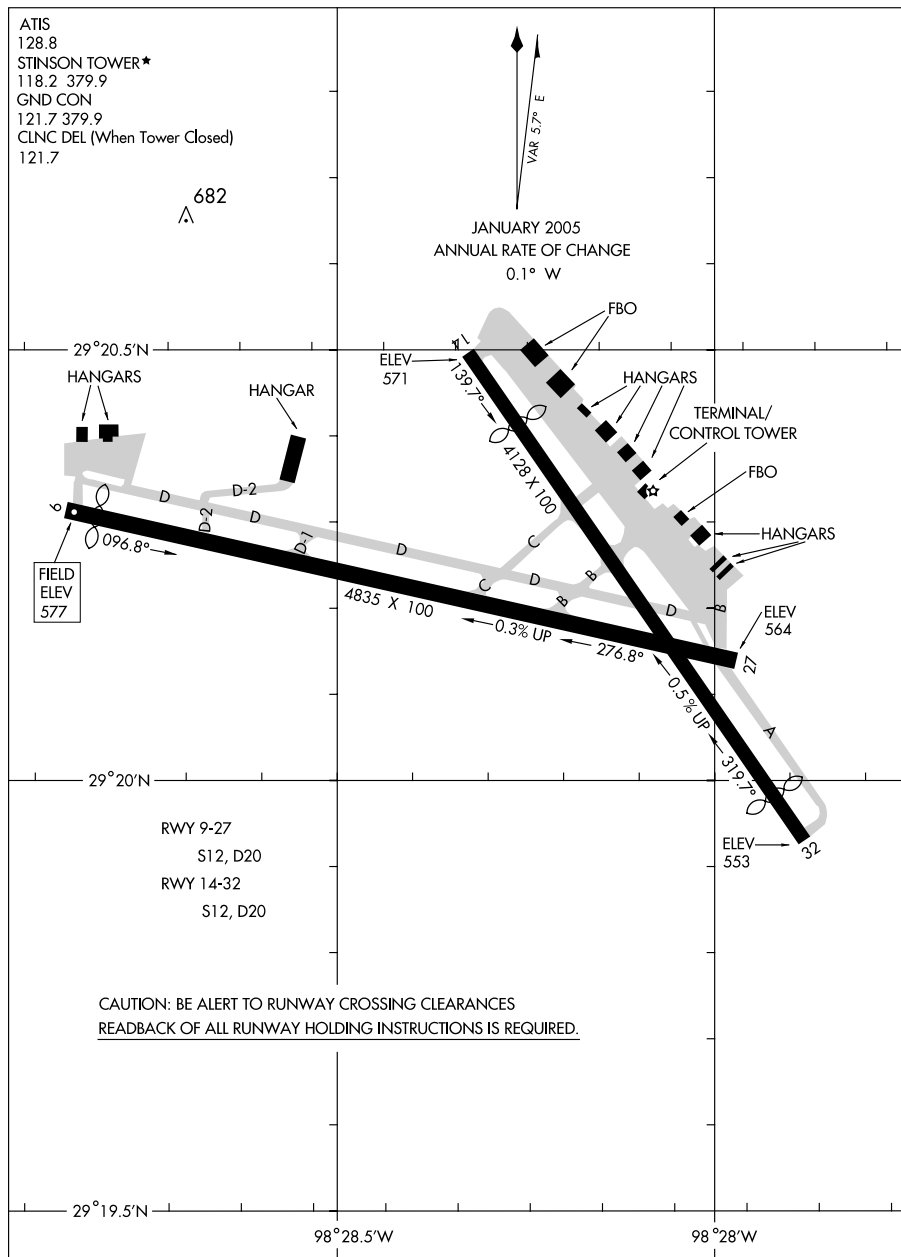 ATIS
128.8
STINSON TOWER★
118.2 379.9
GND CON
121.7 379.9
CLNC DEL (When Tower Closed)
121.7
682
VAR 5.7° E
JANUARY 2005
ANNUAL RATE OF CHANGE
0.1° W
FBO
29°20.5'N
14
ELEV
571
139.7°
HANGARS
HANGAR
HANGARS
TERMINAL/
CONTROL TOWER
4128 X 100
FBO
HANGARS
D
D-2
D-2
D
D-1
D
C
C
B
B
D
D
B
9
096.8°
FIELD
ELEV
577
4835 X 100
0.3% UP
276.8°
ELEV
564
27
0.5% UP
A
319.7°
29°20'N
ELEV
553
32
RWY 9-27
S12, D20
RWY 14-32
S12, D20
CAUTION: BE ALERT TO RUNWAY CROSSING CLEARANCES
READBACK OF ALL RUNWAY HOLDING INSTRUCTIONS IS REQUIRED.
29°19.5'N
98°28.5'W
98°28'W